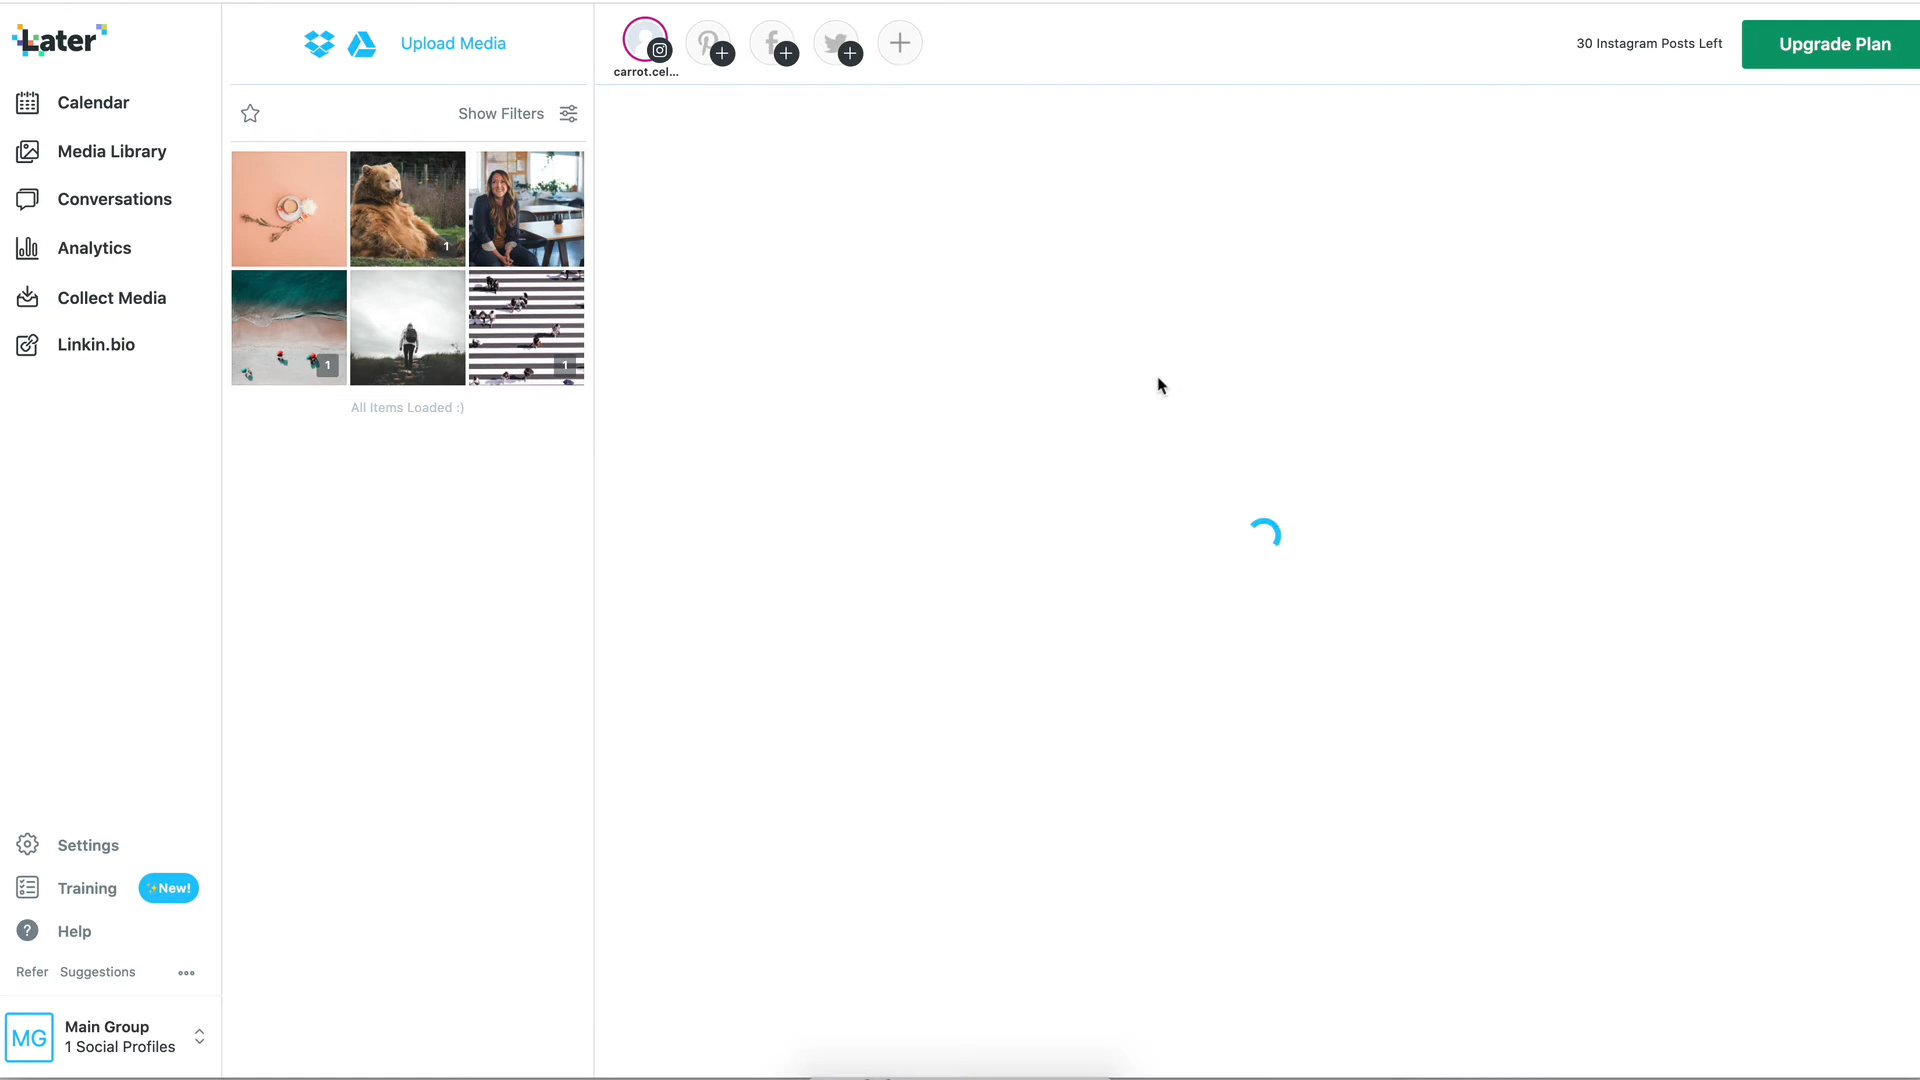 Later
Calendar
Media Library
Conversations
Analytics
Collect Media
Linkin.bio
Settings
Training
✨New!
Help
Refer
Suggestions
MG
Main Group
1 Social Profiles
Upload Media
Show Filters
1
1
1
All Items Loaded :)
carrot.cel...
30 Instagram Posts Left
Upgrade Plan